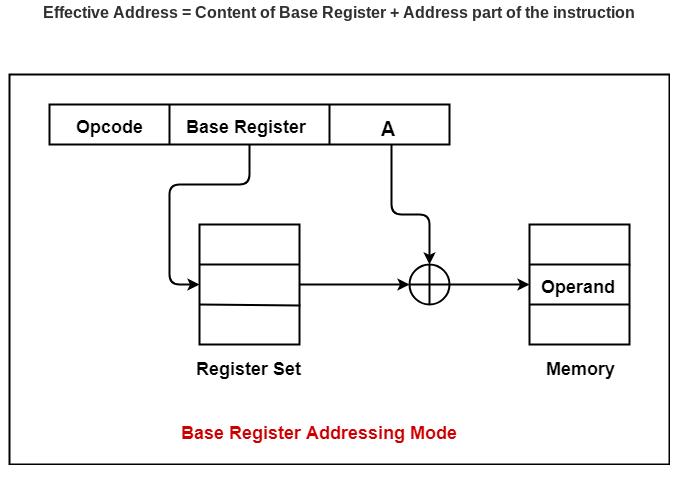 Effective Address = Content of Base Register + Address part of the instruction
Opcode
Base Register
A
Operand
Register Set
Memory
Base Register Addressing Mode